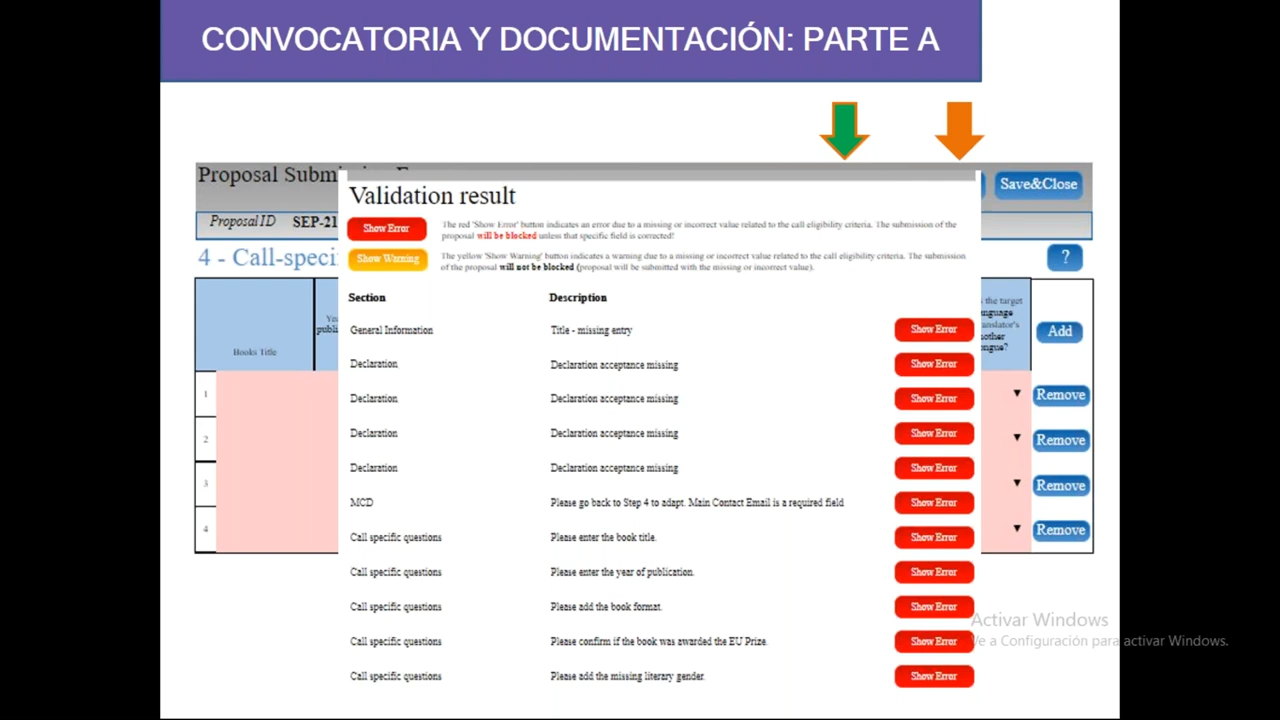 CONVOCATORIA Y DOCUMENTACIÓN: PARTE A
Proposal Subm
Save&Close
Proposal ID SEP-21
4 - Call-speci
?
Validation result
Show Error
The red 'Show Error' button indicates an error due to a missing or incorrect value related to the call eligibility criteria. The submission of the
proposal will be blocked unless that specific field is corrected!
Show Warning
The yellow 'Show Warning' button indicates a warning due to a missing or incorrect value related to the call eligibility criteria. The submission
of the proposal will not be blocked (proposal will be submitted with the missing or incorrect value).
Section Description
General Information Title - missing entry Show Error
Declaration Declaration acceptance missing Show Error
Declaration Declaration acceptance missing Show Error
Declaration Declaration acceptance missing Show Error
Declaration Declaration acceptance missing Show Error
MCD Please go back to Step 4 to adapt. Main Contact Email is a required field Show Error
Call specific questions Please enter the book title. Show Error
Call specific questions Please enter the year of publication. Show Error
Call specific questions Please add the book format. Show Error
Call specific questions Please confirm if the book was awarded the EU Prize. Show Error
Call specific questions Please add the missing literary gender. Show Error
Books Title
Ye
publi
the target
Add
1
2
3
4
Remove
Remove
Remove
Remove
Activar Windows
Ve a Configuración para activar Windows.